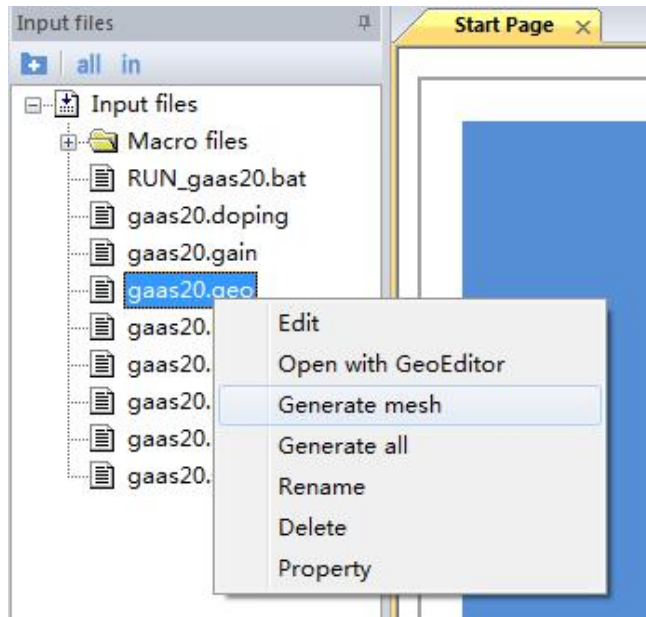 Input files
Start Page
all in
Input files
Macro files
RUN_gaas20.bat
gaas20.doping
gaas20.gain
gaas20.geo
gaas20.
gaas20.
gaas20.
gaas20.
gaas20.
Edit
Open with GeoEditor
Generate mesh
Generate all
Rename
Delete
Property